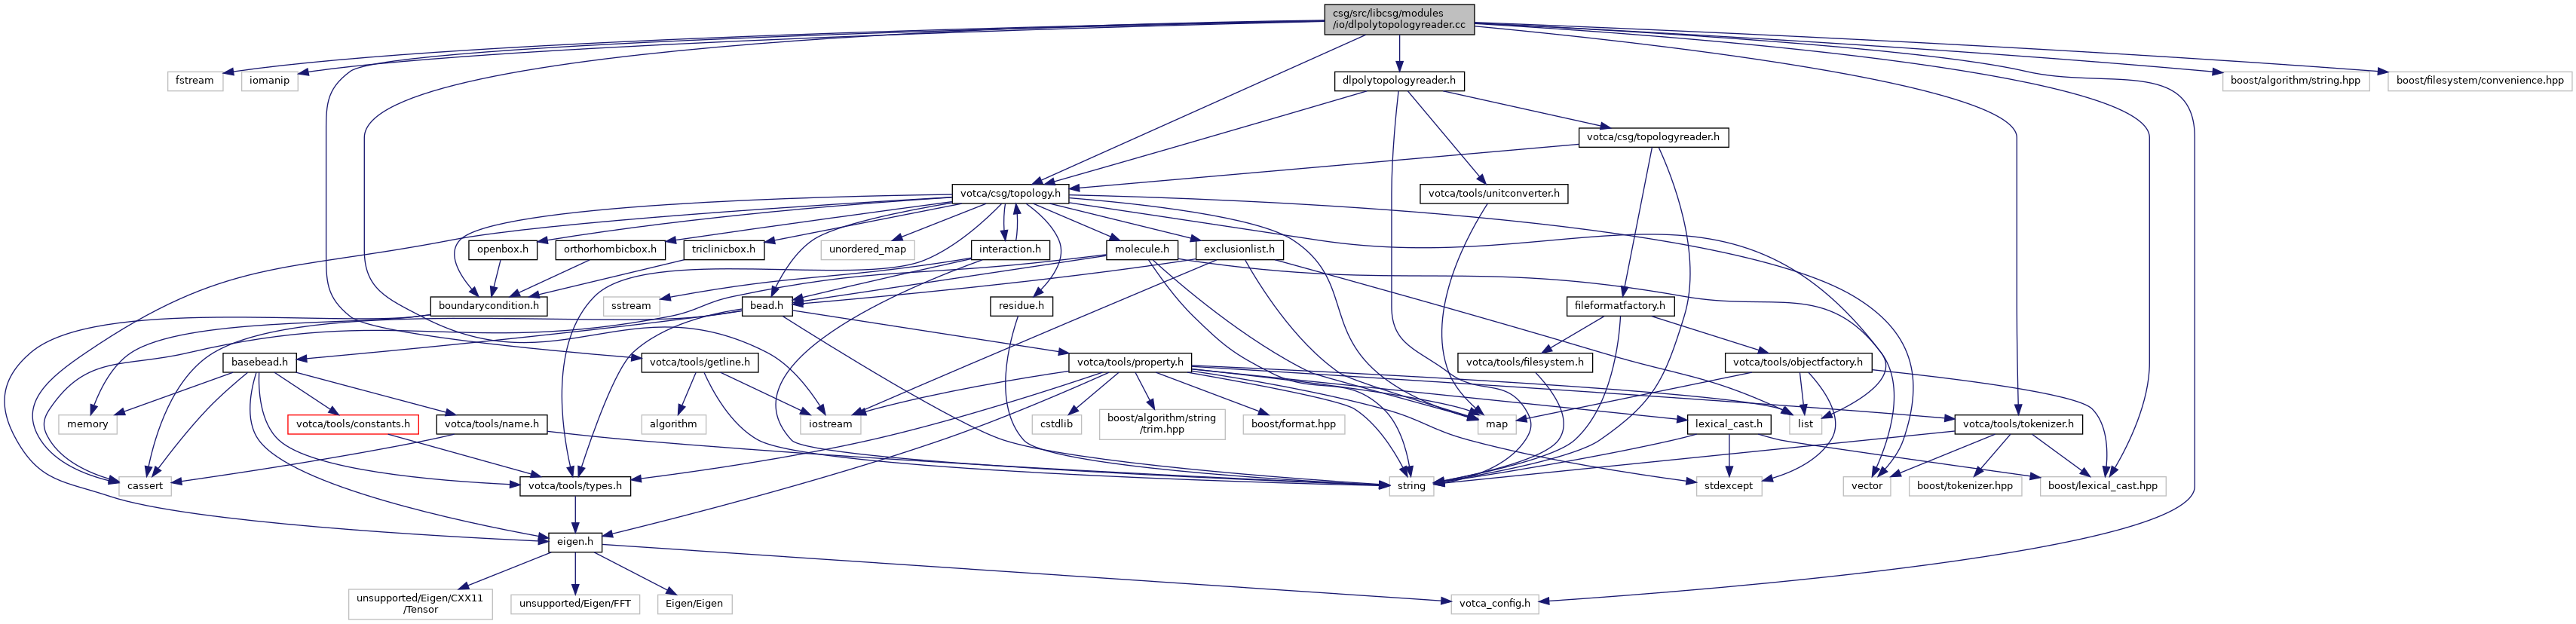 csg/src/libcsg/modules
/io/dlpolytopologyreader.cc
fstream
iomanip
dlpolytopologyreader.h
boost/algorithm/string.hpp
boost/filesystem/convenience.hpp
votca/csg/topologyreader.h
votca/csg/topology.h
votca/tools/unitconverter.h
openbox.h
orthorhombicbox.h
triclinicbox.h
unordered_map
interaction.h
molecule.h
exclusionlist.h
boundarycondition.h
sstream
bead.h
residue.h
fileformatfactory.h
basebead.h
votca/tools/getline.h
votca/tools/property.h
votca/tools/filesystem.h
votca/tools/objectfactory.h
memory
votca/tools/constants.h
votca/tools/name.h
algorithm
iostream
cstdlib
boost/algorithm/string
/trim.hpp
boost/format.hpp
map
lexical_cast.h
list
votca/tools/tokenizer.h
cassert
votca/tools/types.h
string
stdexcept
vector
boost/tokenizer.hpp
boost/lexical_cast.hpp
eigen.h
unsupported/Eigen/CXX11
/Tensor
unsupported/Eigen/FFT
Eigen/Eigen
votca_config.h